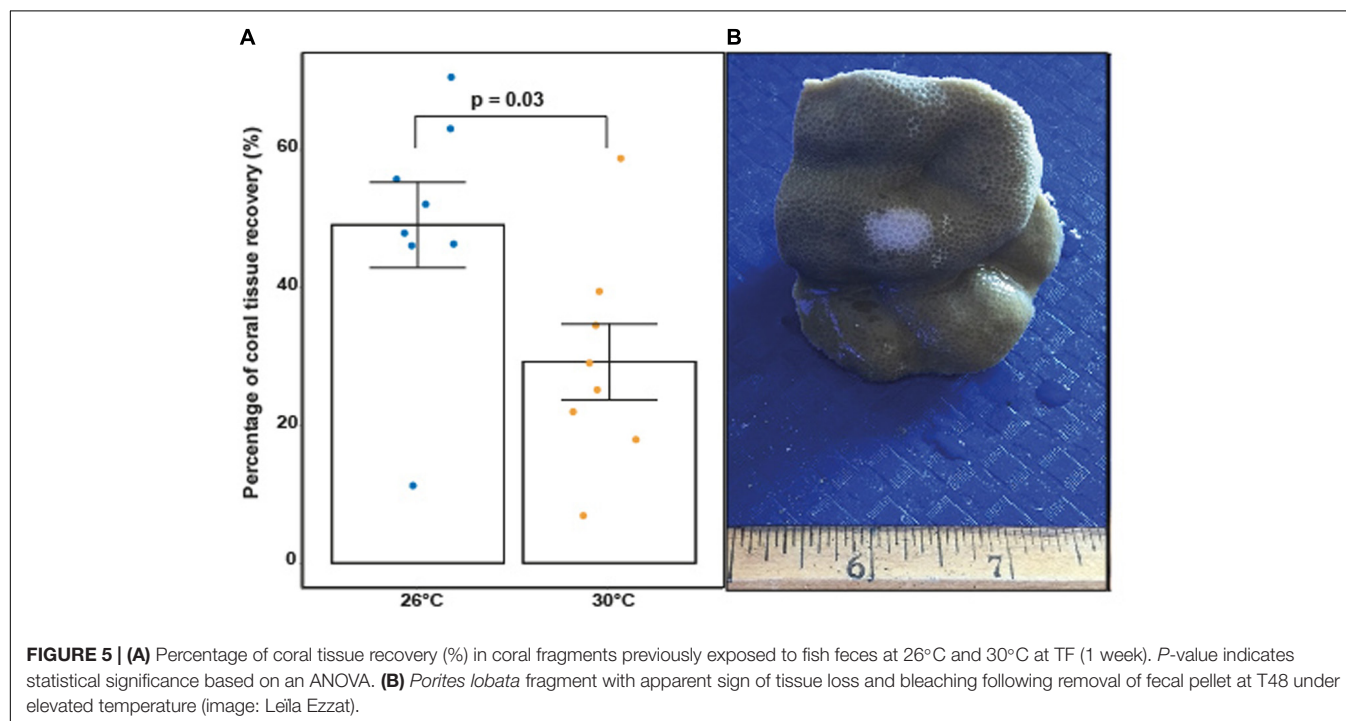 A
B
p = 0.03
Percentage of coral tissue recovery (%)
60
40
20
0
26°C
30°C
6
7
FIGURE 5 | (A) Percentage of coral tissue recovery (%) in coral fragments previously exposed to fish feces at 26°C and 30°C at TF (1 week). P-value indicates
statistical significance based on an ANOVA. (B) Porites lobata fragment with apparent sign of tissue loss and bleaching following removal of fecal pellet at T48 under
elevated temperature (image: Leïla Ezzat).